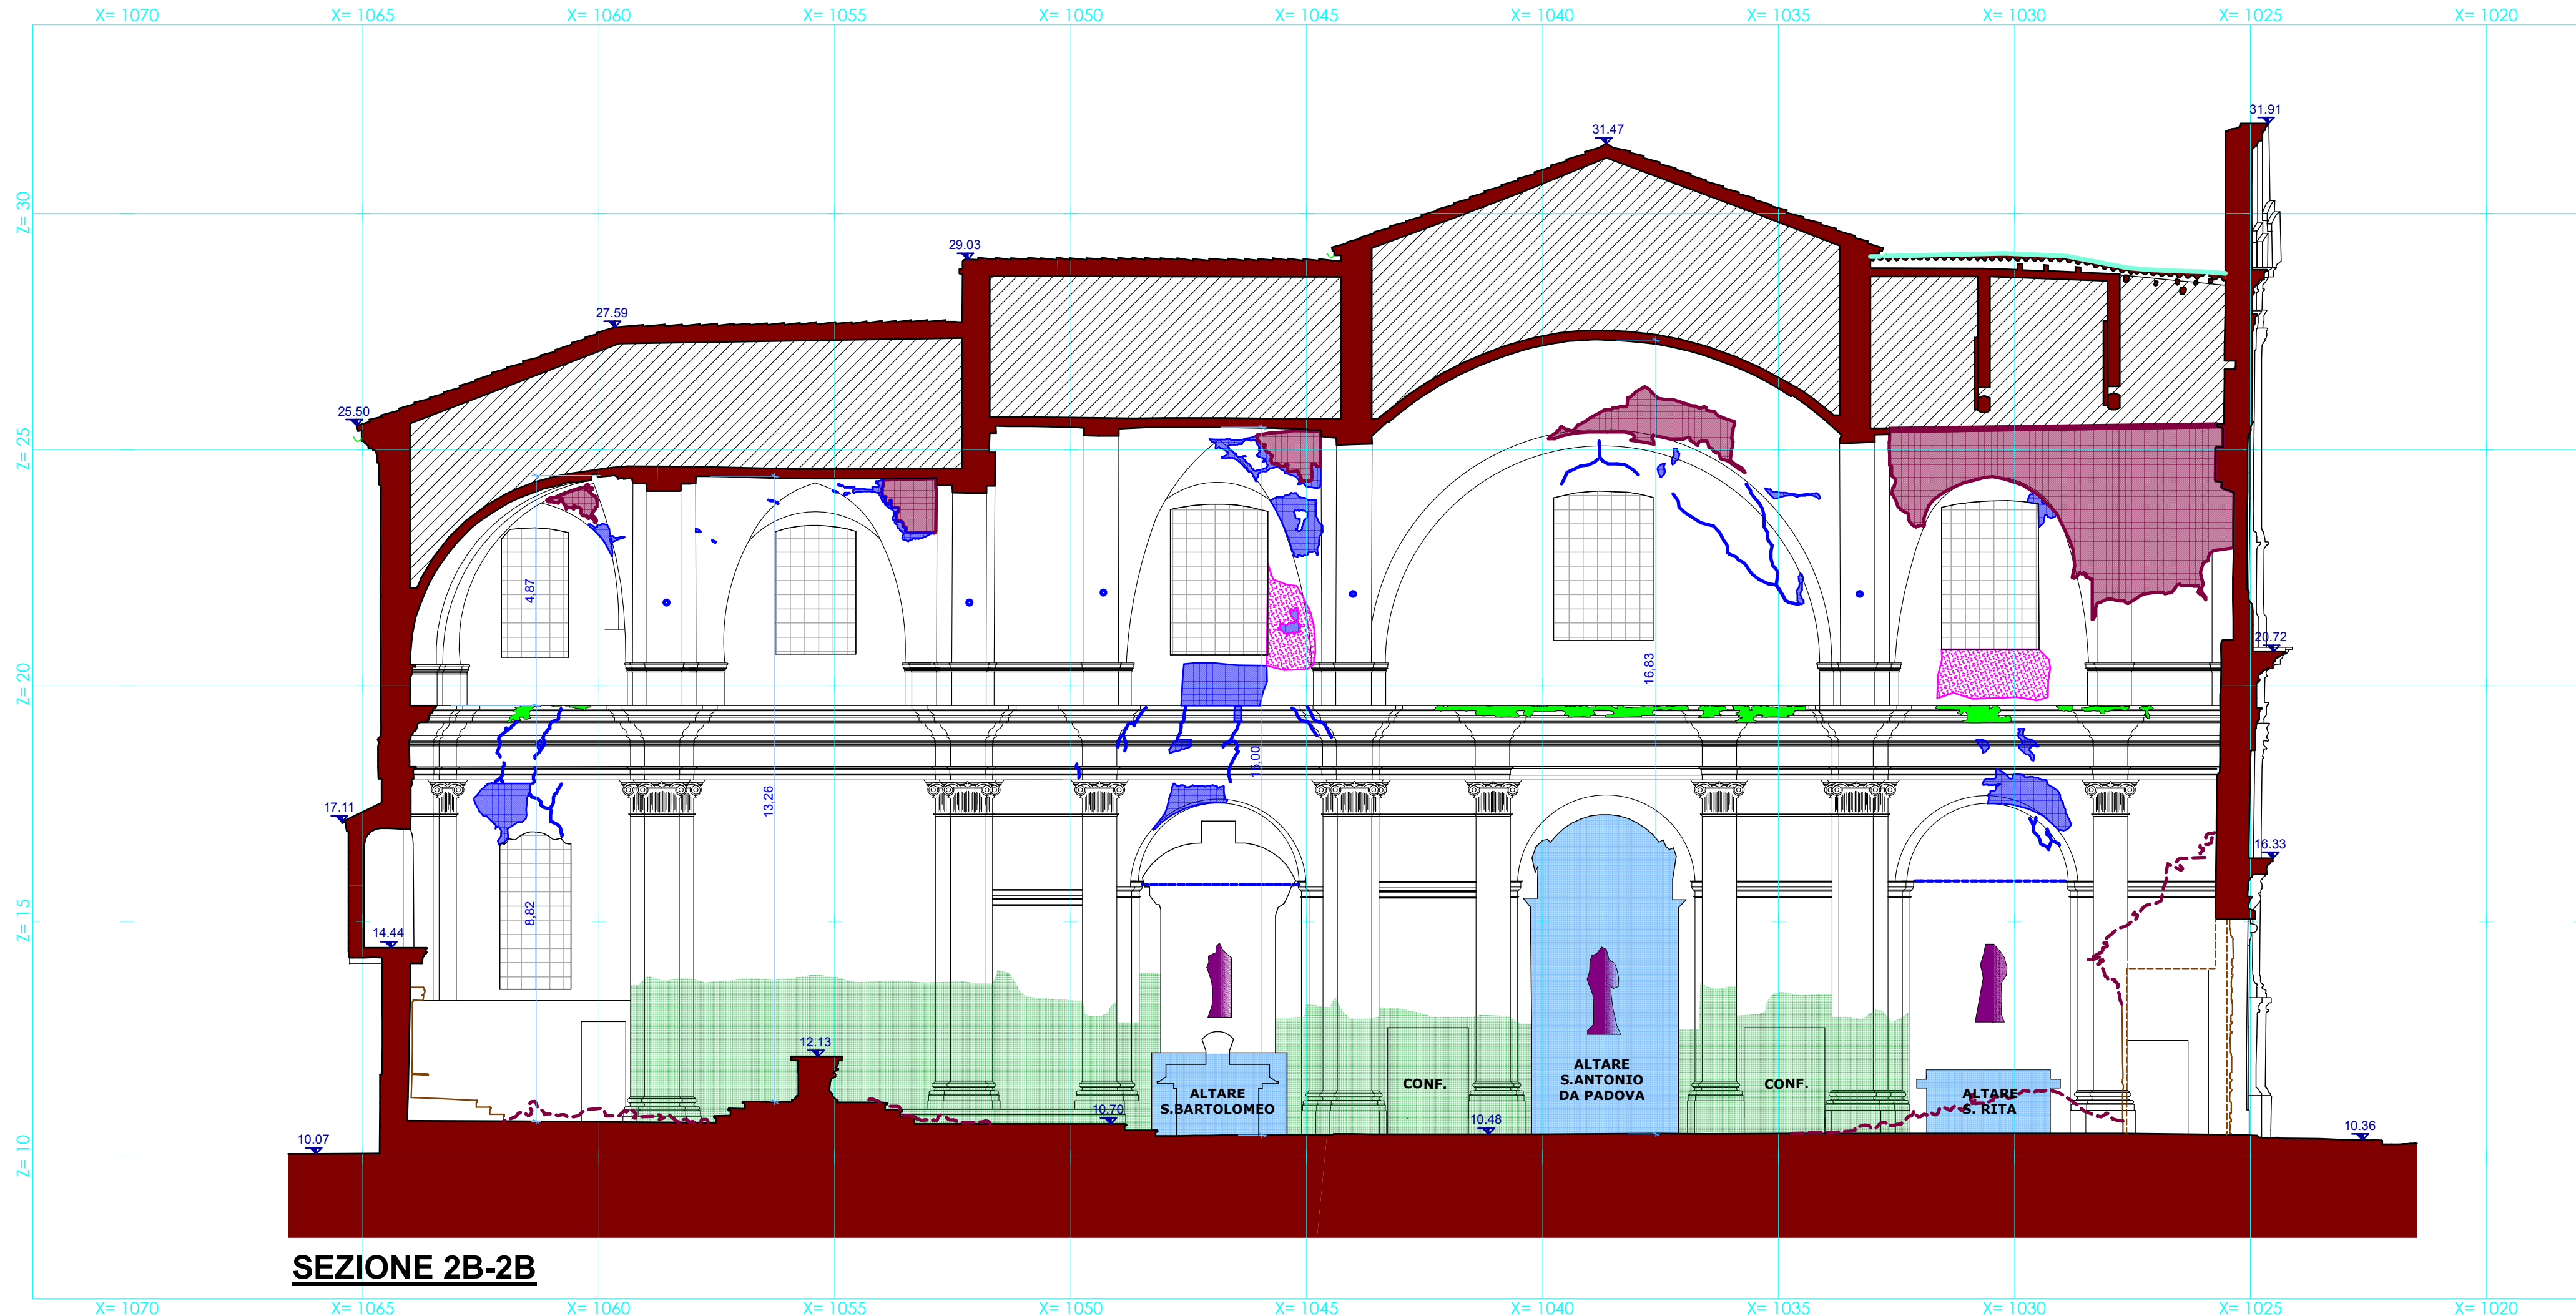 X= 1070 X= 1065 X= 1060 X= 1055 X= 1050 X= 1045 X= 1040 X= 1035 X= 1030 X= 1025 X= 1020
31.91
31.47
Z= 30
29.03
27.59
25.50
Z= 25
4,87
20.72
16,83
Z= 20
15,00
13,26
17.11
16.33
8,82
Z= 15
14.44
12.13
ALTARE
S.BARTOLOMEO
CONF.
ALTARE
S.ANTONIO
DA PADOVA
CONF.
ALTARE
S. RITA
10.70
10.48
10.07
10.36
Z= 10
SEZIONE 2B-2B
X= 1070 X= 1065 X= 1060 X= 1055 X= 1050 X= 1045 X= 1040 X= 1035 X= 1030 X= 1025 X= 1020